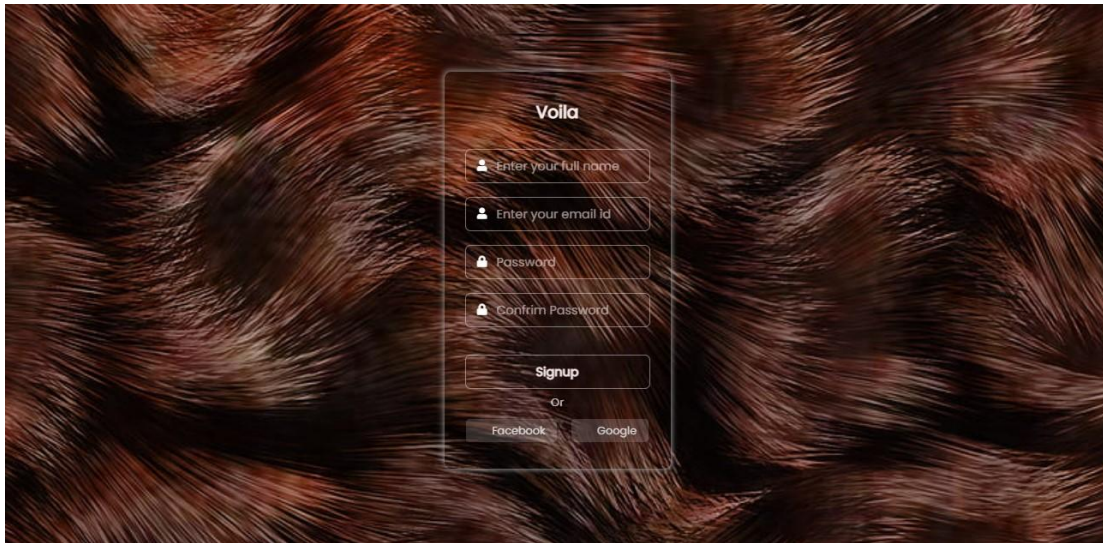 Voila
Enter your full name
Enter your email id
Password
Confrim Password
Signup
Or
Facebook Google